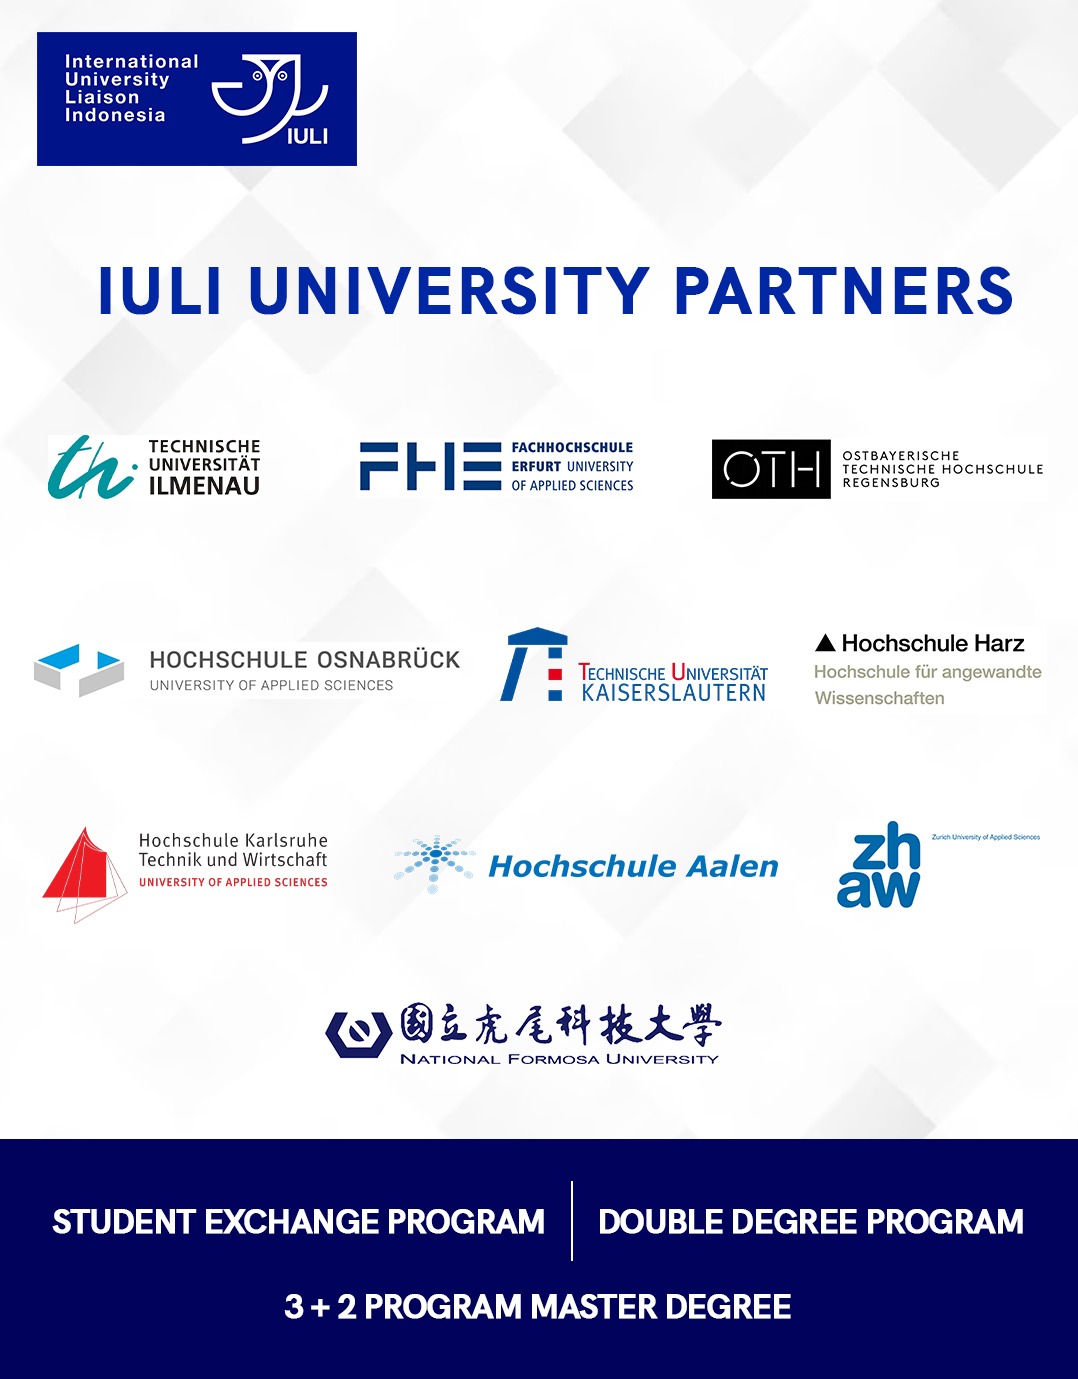 International
University
Liaison
Indonesia
IULI
IULI UNIVERSITY PARTNERS
th
TECHNISCHE
UNIVERSITÄT
ILMENAU
FHE
FACHHOCHSCHULE
ERFURT UNIVERSITY
OF APPLIED SCIENCES
OTH
OSTBAYERISCHE
TECHNISCHE HOCHSCHULE
REGENSBURG
HOCHSCHULE OSNABRÜCK
UNIVERSITY OF APPLIED SCIENCES
TECHNISCHE UNIVERSITÄT
KAISERSLAUTERN
Hochschule Harz
Hochschule für angewandte
Wissenschaften
Hochschule Karlsruhe
Technik und Wirtschaft
UNIVERSITY OF APPLIED SCIENCES
Hochschule Aalen
zh
aw
Zurich University of Applied Sciences
國立虎尾科技大學
NATIONAL FORMOSA UNIVERSITY
STUDENT EXCHANGE PROGRAM
DOUBLE DEGREE PROGRAM
3 + 2 PROGRAM MASTER DEGREE